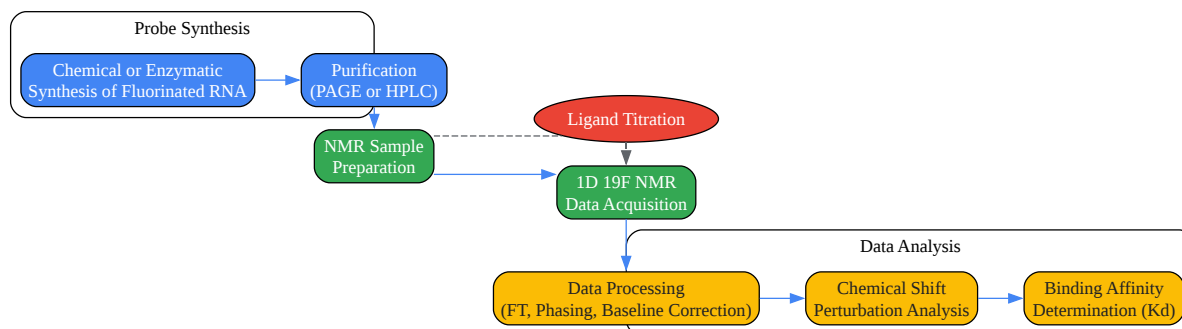 Probe Synthesis
Chemical or Enzymatic
Synthesis of Fluorinated RNA
Purification
(PAGE or HPLC)
Ligand Titration
NMR Sample
Preparation
1D 19F NMR
Data Acquisition
Data Analysis
Data Processing
(FT, Phasing, Baseline Correction)
Chemical Shift
Perturbation Analysis
Binding Affinity
Determination (Kd)